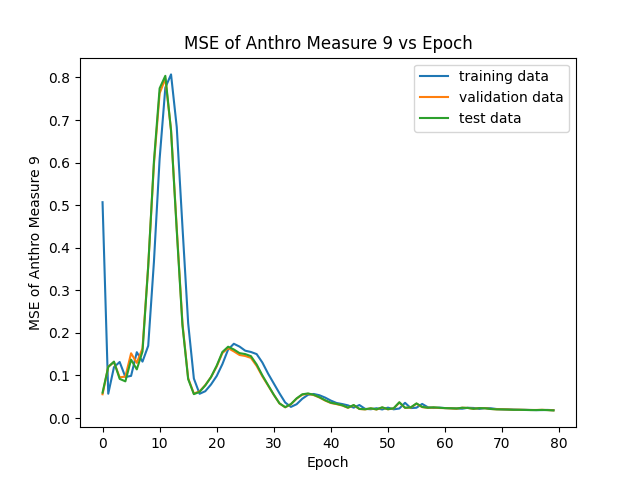 MSE of Anthro Measure 9 vs Epoch
training data
validation data
test data
MSE of Anthro Measure 9
0.8
0.7
0.6
0.5
0.4
0.3
0.2
0.1
0.0
0 10 20 30 40 50 60 70 80
Epoch